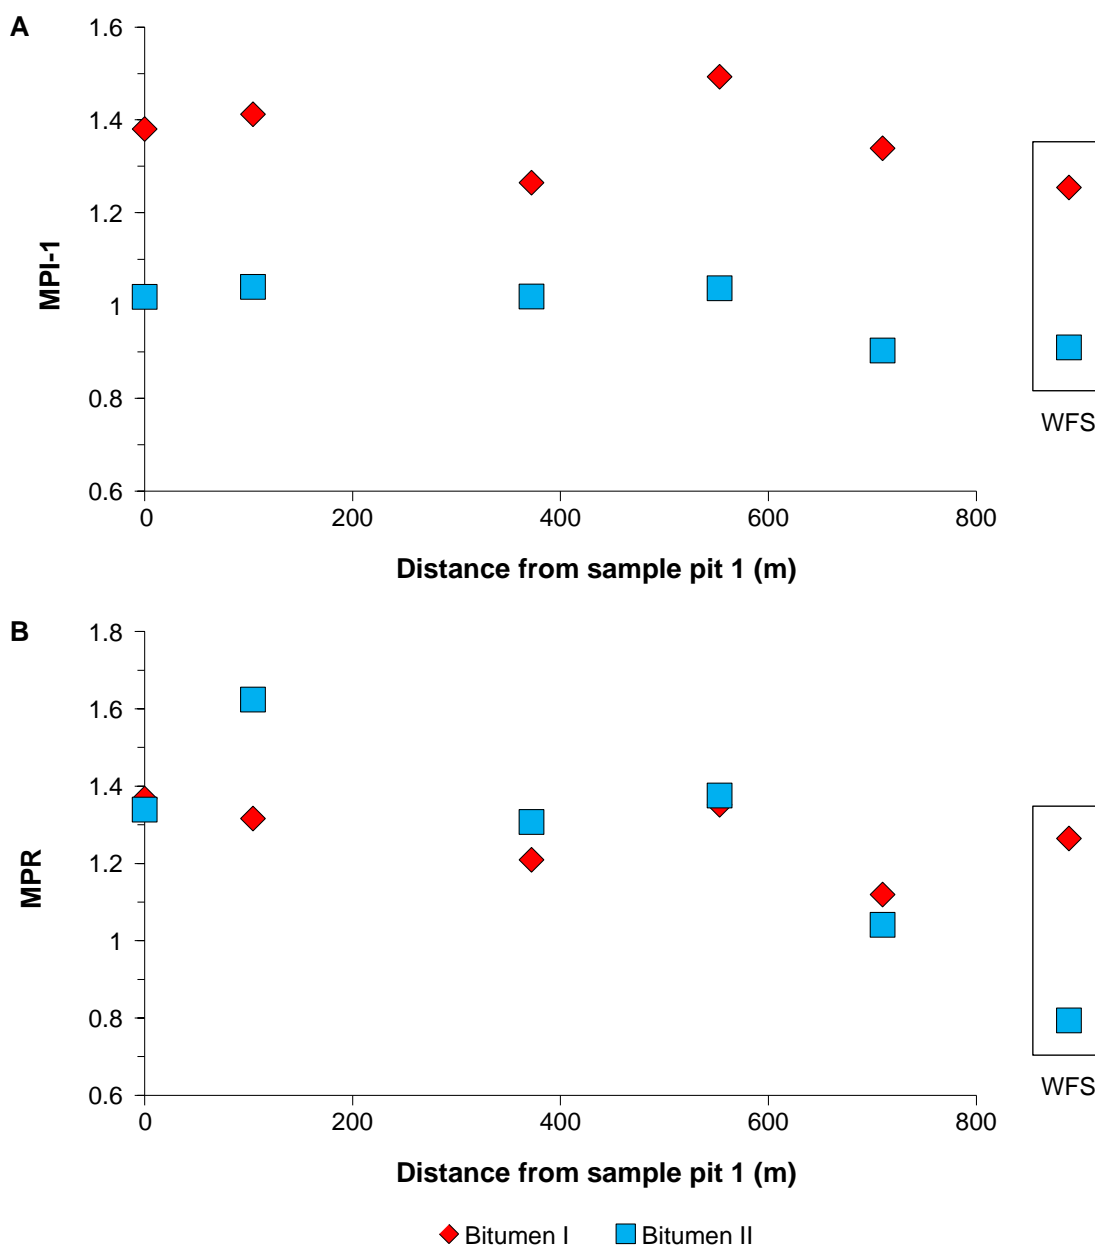 A
1.6
1.4
1.2
1
0.8
0.6
MPI-1
0 200 400 600 800
Distance from sample pit 1 (m)
WFS
B
1.8
1.6
1.4
1.2
1
0.8
0.6
MPR
0 200 400 600 800
Distance from sample pit 1 (m)
WFS
Bitumen I Bitumen II